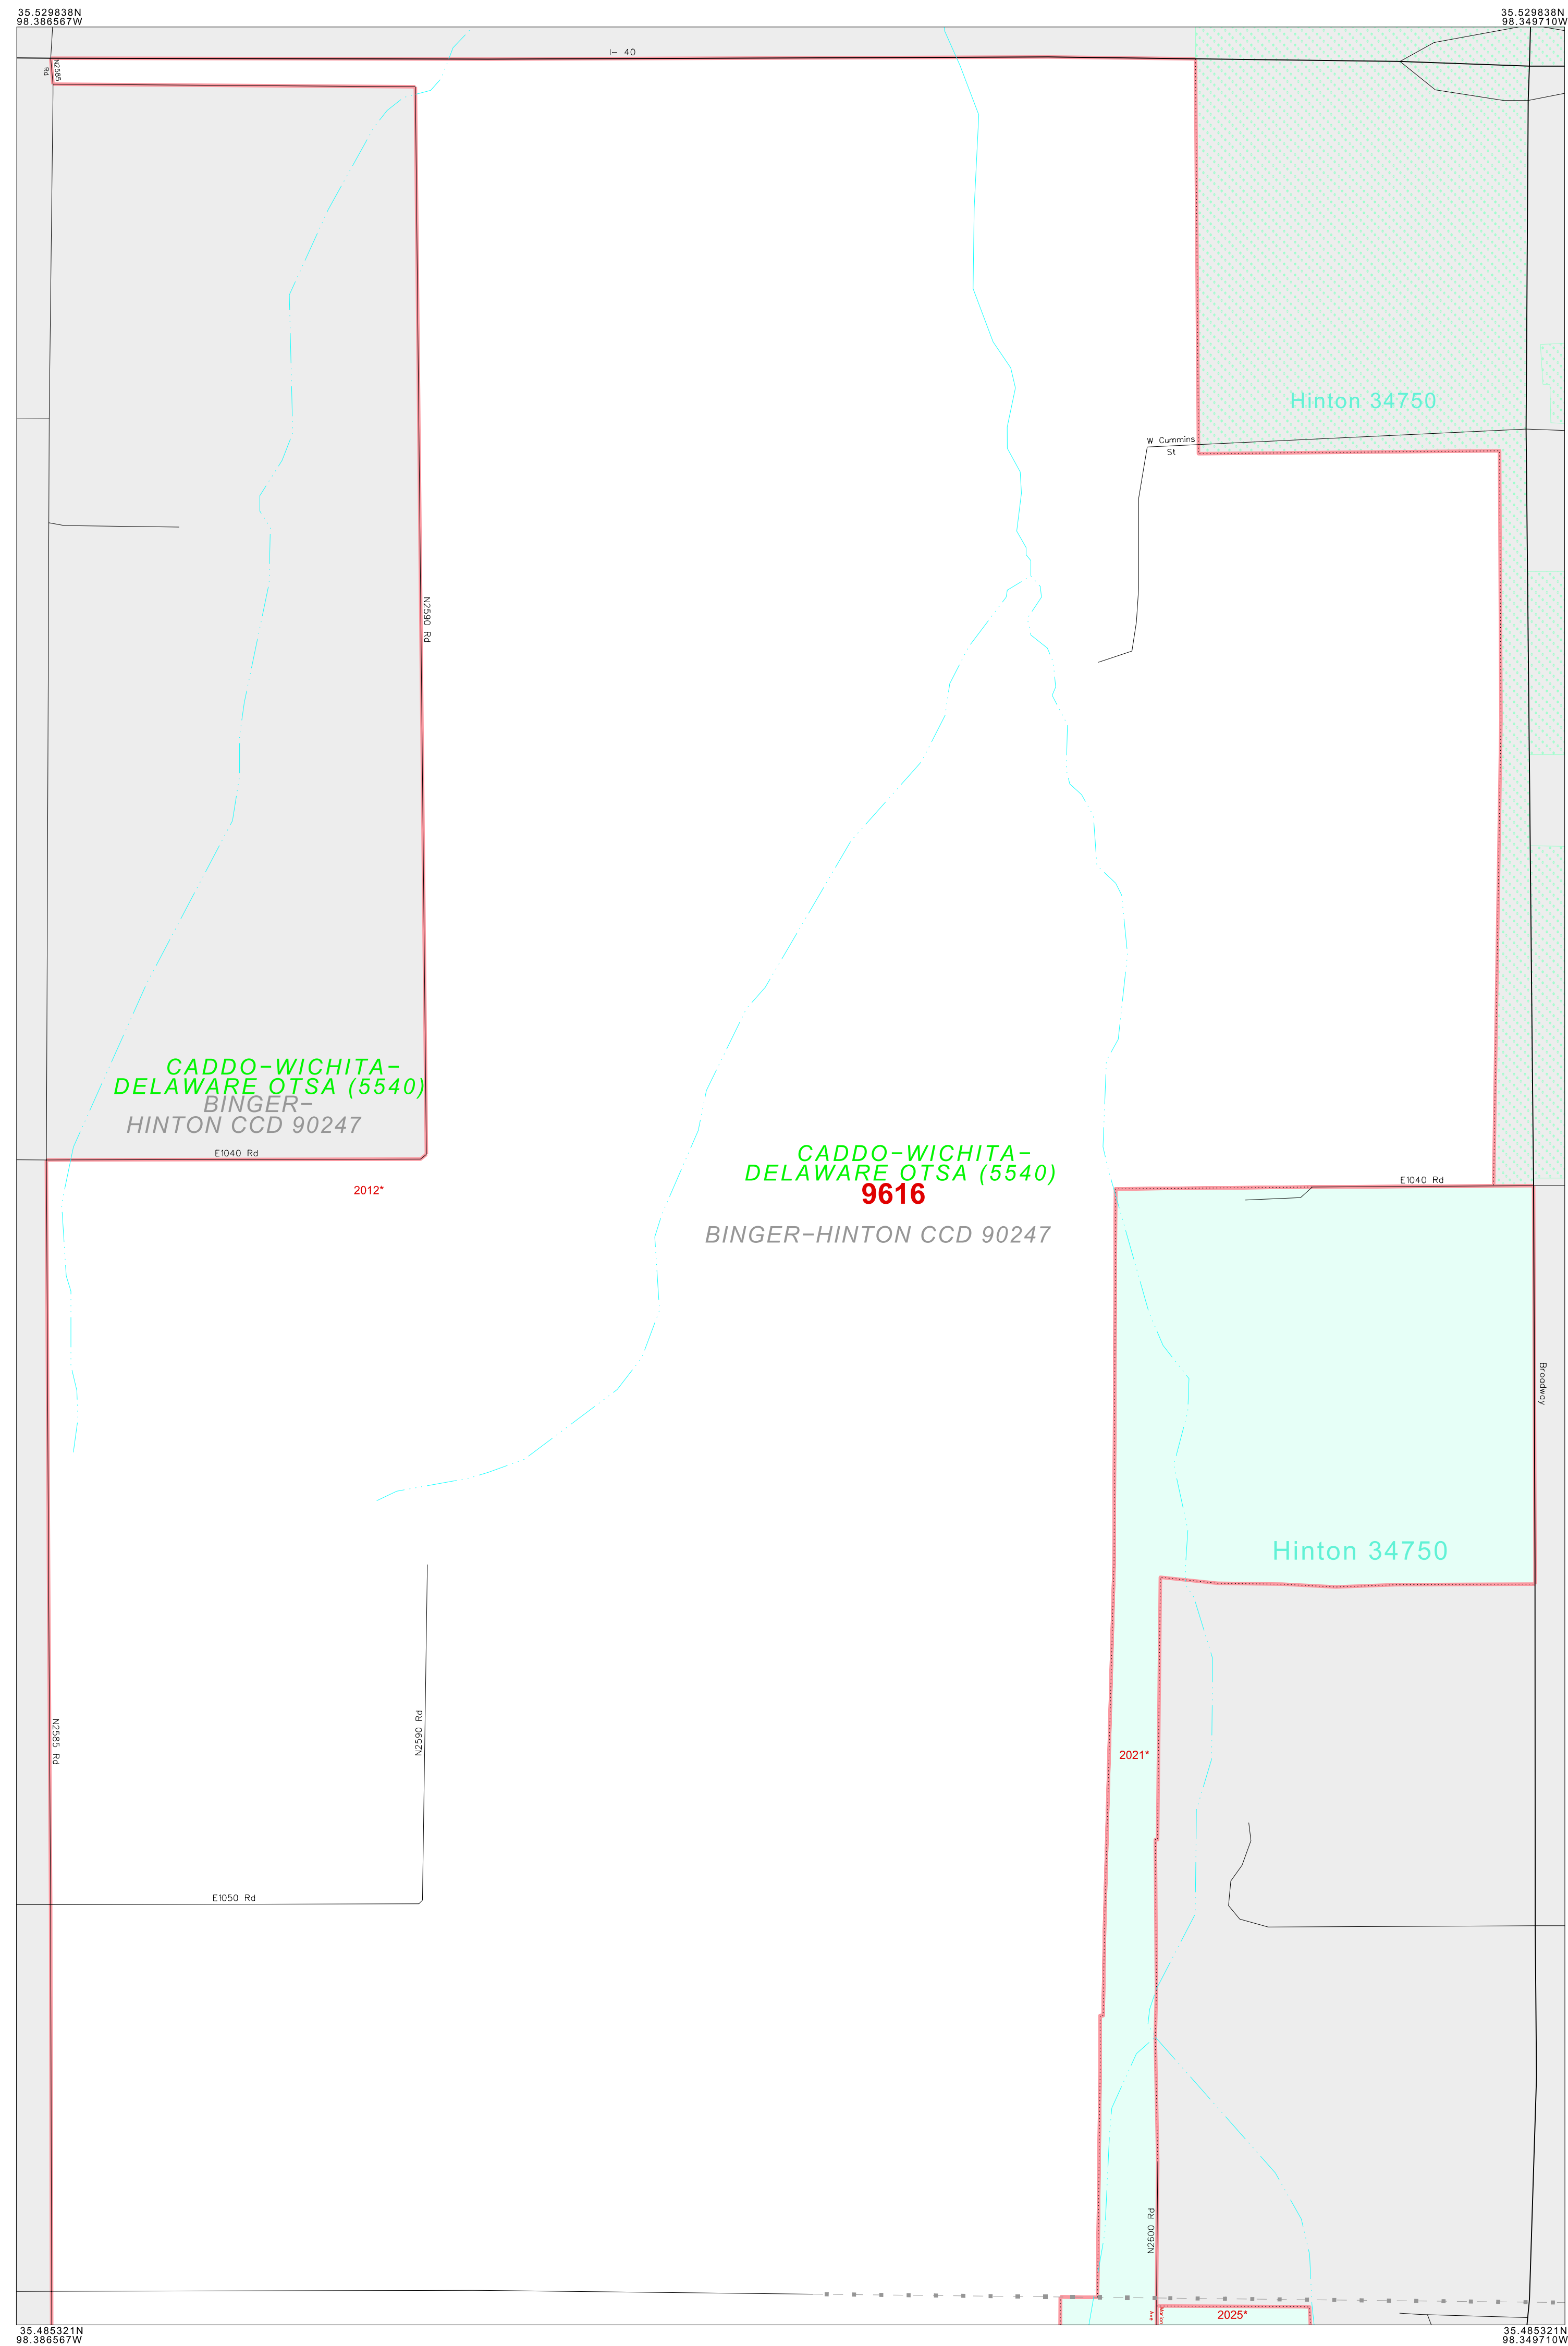 35.529838N
98.386567W
35.529838N
98.349710W
I- 40
N2585
Rd
Hinton 34750
W Cummins
St
N2590 Rd
CADDO-WICHITA-
DELAWARE OTSA (5540)
BINGER-
HINTON CCD 90247
E1040 Rd
2012*
CADDO-WICHITA-
DELAWARE OTSA (5540)
9616
BINGER-HINTON CCD 90247
E1040 Rd
Broadway
Hinton 34750
N2585 Rd
N2590 Rd
2021*
E1050 Rd
N2600 Rd
Ave
2025*
35.485321N
98.386567W
35.485321N
98.349710W